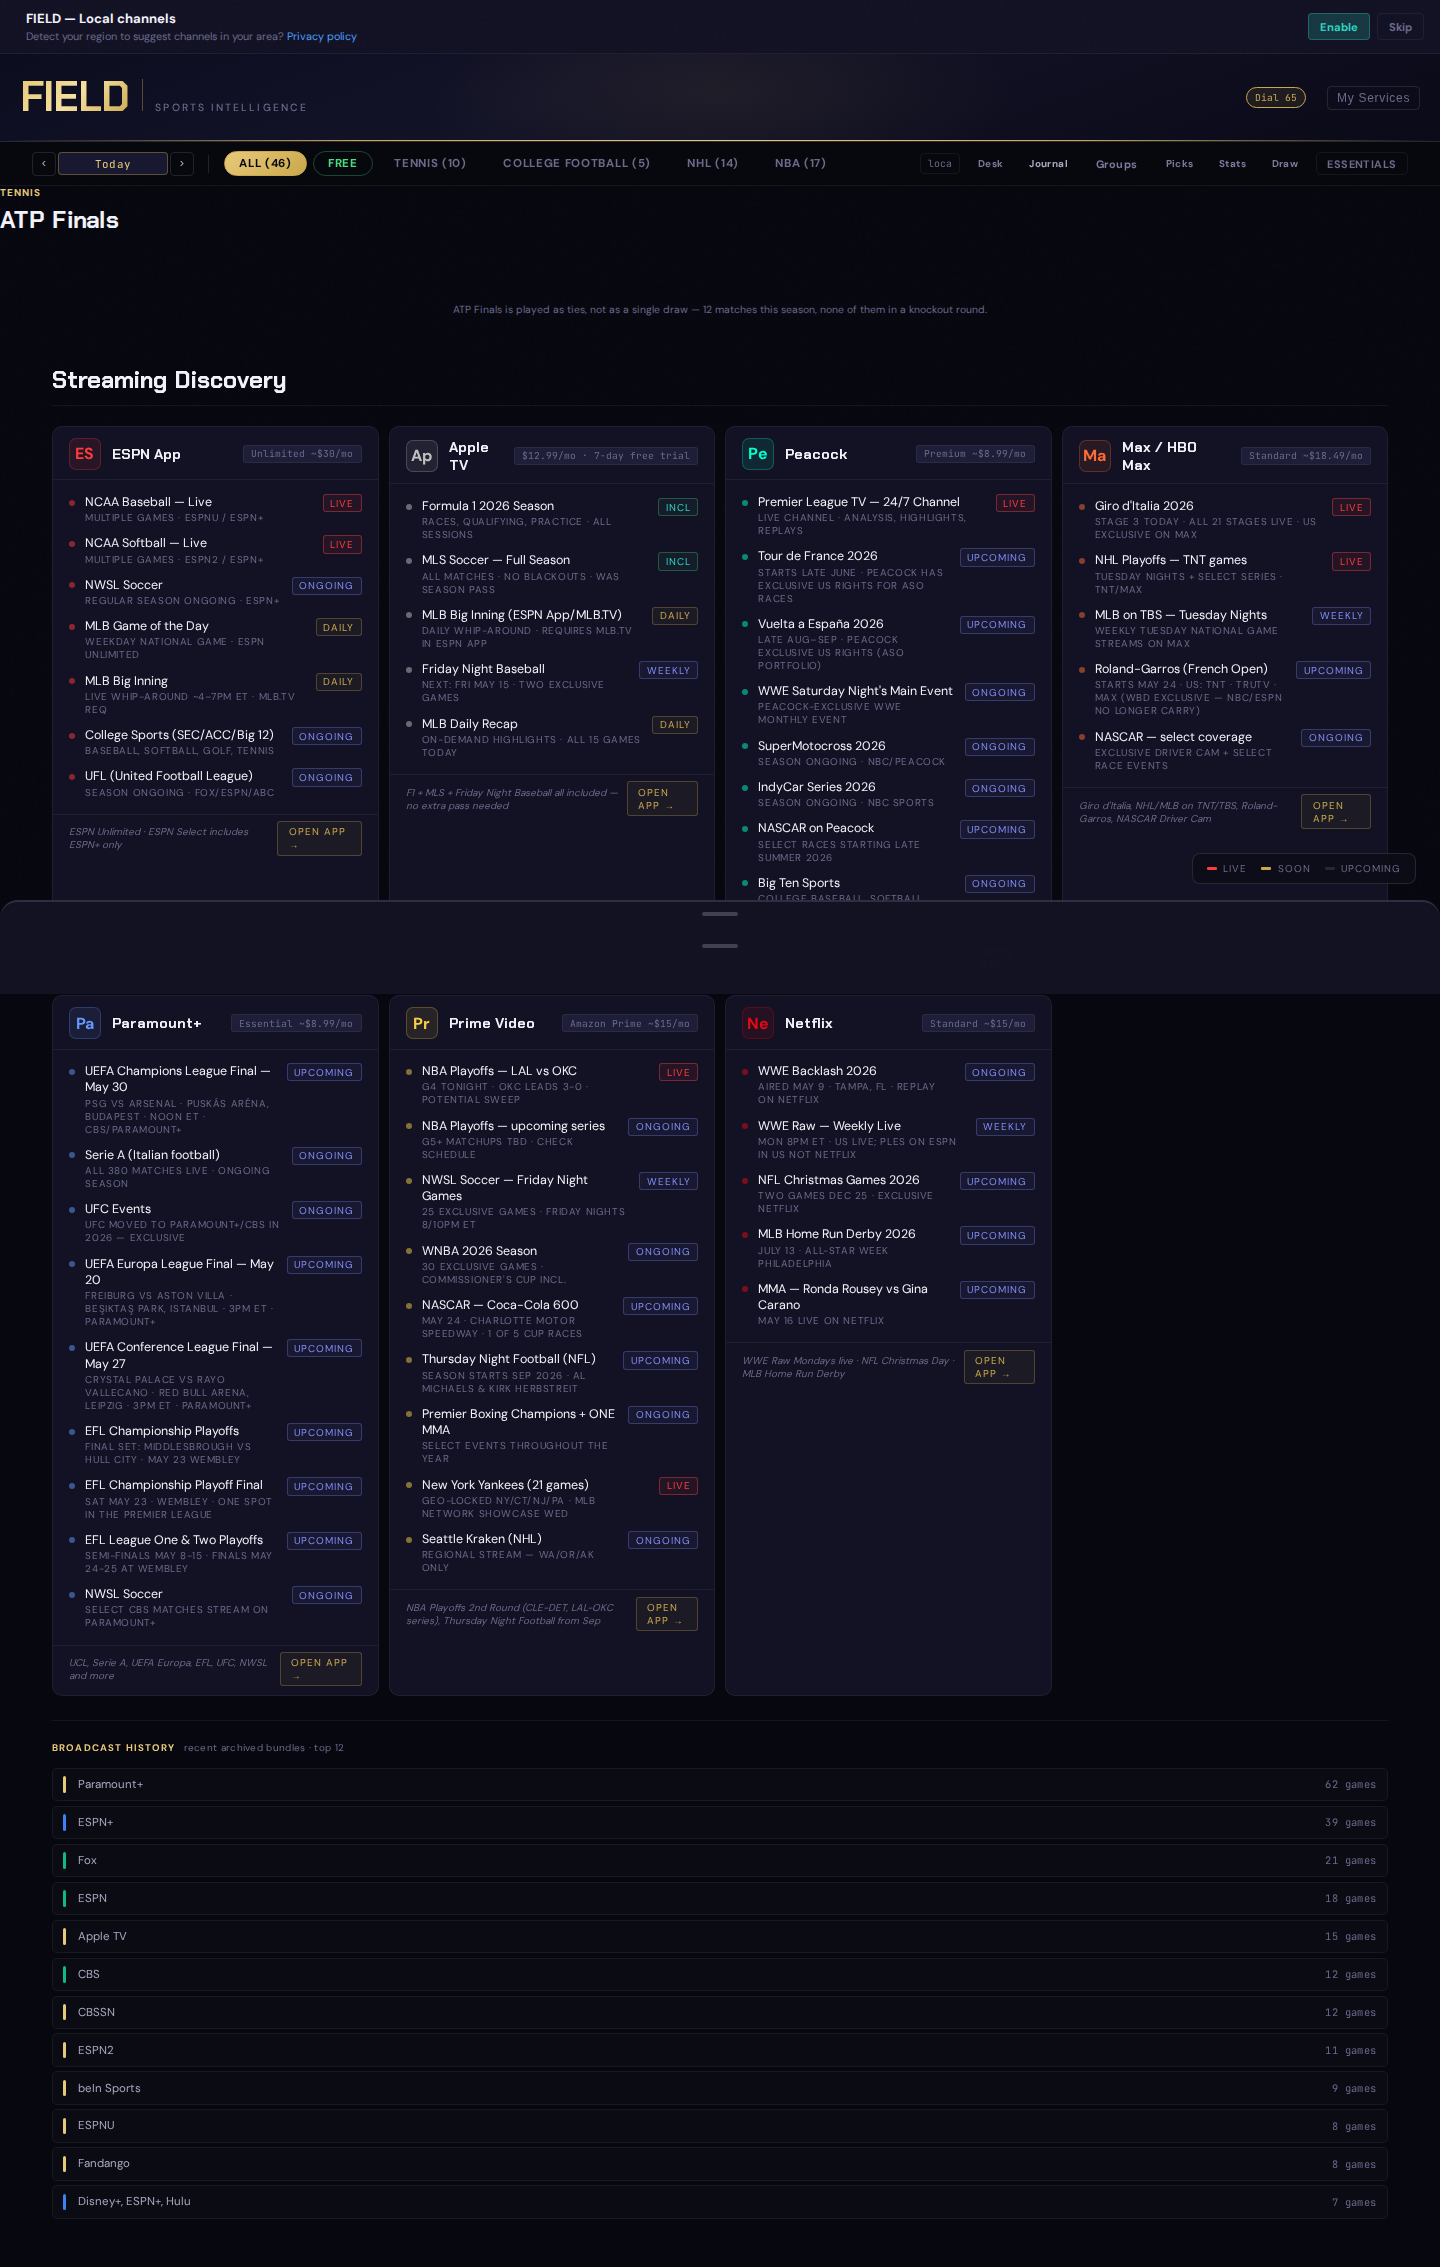 FIELD — Local channels
Detect your region to suggest channels in your area? Privacy policy
Enable
Skip
FIELD
SPORTS INTELLIGENCE
Dial 65
My Services
‹
Today
›
ALL (46)
FREE
TENNIS (10)
COLLEGE FOOTBALL (5)
NHL (14)
NBA (17)
loca
Desk
Journal
Groups
Picks
Stats
Draw
ESSENTIALS
TENNIS
ATP Finals
ATP Finals is played as ties, not as a single draw — 12 matches this season, none of them in a knockout round.
Streaming Discovery
ES
ESPN App
Unlimited ~$30/mo
NCAA Baseball — Live
LIVE
MULTIPLE GAMES · ESPNU / ESPN+
NCAA Softball — Live
LIVE
MULTIPLE GAMES · ESPN2 / ESPN+
NWSL Soccer
ONGOING
REGULAR SEASON ONGOING · ESPN+
MLB Game of the Day
DAILY
WEEKDAY NATIONAL GAME · ESPN
UNLIMITED
MLB Big Inning
DAILY
LIVE WHIP-AROUND ~4–7PM ET · MLB.TV
REQ
College Sports (SEC/ACC/Big 12)
ONGOING
BASEBALL, SOFTBALL, GOLF, TENNIS
UFL (United Football League)
ONGOING
SEASON ONGOING · FOX/ESPN/ABC
ESPN Unlimited · ESPN Select includes
ESPN+ only
OPEN APP
→
Ap
Apple
TV
$12.99/mo · 7-day free trial
Formula 1 2026 Season
INCL
RACES, QUALIFYING, PRACTICE · ALL
SESSIONS
MLS Soccer — Full Season
INCL
ALL MATCHES · NO BLACKOUTS · WAS
SEASON PASS
MLB Big Inning (ESPN App/MLB.TV)
DAILY
DAILY WHIP-AROUND · REQUIRES MLB.TV
IN ESPN APP
Friday Night Baseball
WEEKLY
NEXT: FRI MAY 15 · TWO EXCLUSIVE
GAMES
MLB Daily Recap
DAILY
ON-DEMAND HIGHLIGHTS · ALL 15 GAMES
TODAY
F1 + MLS + Friday Night Baseball all included —
no extra pass needed
OPEN
APP →
Pe
Peacock
Premium ~$8.99/mo
Premier League TV — 24/7 Channel
LIVE
LIVE CHANNEL · ANALYSIS, HIGHLIGHTS,
REPLAYS
Tour de France 2026
UPCOMING
STARTS LATE JUNE · PEACOCK HAS
EXCLUSIVE US RIGHTS FOR ASO
RACES
Vuelta a España 2026
UPCOMING
LATE AUG–SEP · PEACOCK
EXCLUSIVE US RIGHTS (ASO
PORTFOLIO)
WWE Saturday Night's Main Event
ONGOING
PEACOCK-EXCLUSIVE WWE
MONTHLY EVENT
SuperMotocross 2026
ONGOING
SEASON ONGOING · NBC/PEACOCK
IndyCar Series 2026
ONGOING
SEASON ONGOING · NBC SPORTS
NASCAR on Peacock
UPCOMING
SELECT RACES STARTING LATE
SUMMER 2026
Big Ten Sports
ONGOING
COLLEGE BASEBALL, SOFTBALL
Ma
Max / HBO
Max
Standard ~$18.49/mo
Giro d'Italia 2026
LIVE
STAGE 3 TODAY · ALL 21 STAGES LIVE · US
EXCLUSIVE ON MAX
NHL Playoffs — TNT games
LIVE
TUESDAY NIGHTS + SELECT SERIES ·
TNT/MAX
MLB on TBS — Tuesday Nights
WEEKLY
WEEKLY TUESDAY NATIONAL GAME
STREAMS ON MAX
Roland-Garros (French Open)
UPCOMING
STARTS MAY 24 · US: TNT · TRUTV ·
MAX (WBD EXCLUSIVE — NBC/ESPN
NO LONGER CARRY)
NASCAR — select coverage
ONGOING
EXCLUSIVE DRIVER CAM + SELECT
RACE EVENTS
Giro d'Italia, NHL/MLB on TNT/TBS, Roland-
Garros, NASCAR Driver Cam
OPEN
APP →
LIVE
SOON
UPCOMING
Pa
Paramount+
Essential ~$8.99/mo
UEFA Champions League Final —
May 30
UPCOMING
PSG VS ARSENAL · PUSKÁS ARÉNA,
BUDAPEST · NOON ET ·
CBS/PARAMOUNT+
Serie A (Italian football)
ONGOING
ALL 380 MATCHES LIVE · ONGOING
SEASON
UFC Events
ONGOING
UFC MOVED TO PARAMOUNT+/CBS IN
2026 — EXCLUSIVE
UEFA Europa League Final — May
20
UPCOMING
FREIBURG VS ASTON VILLA ·
BEŞIKTAŞ PARK, ISTANBUL · 3PM ET ·
PARAMOUNT+
UEFA Conference League Final —
May 27
UPCOMING
CRYSTAL PALACE VS RAYO
VALLECANO · RED BULL ARENA,
LEIPZIG · 3PM ET · PARAMOUNT+
EFL Championship Playoffs
UPCOMING
FINAL SET: MIDDLESBROUGH VS
HULL CITY · MAY 23 WEMBLEY
EFL Championship Playoff Final
UPCOMING
SAT MAY 23 · WEMBLEY · ONE SPOT
IN THE PREMIER LEAGUE
EFL League One & Two Playoffs
UPCOMING
SEMI-FINALS MAY 8–15 · FINALS MAY
24–25 AT WEMBLEY
NWSL Soccer
ONGOING
SELECT CBS MATCHES STREAM ON
PARAMOUNT+
UCL, Serie A, UEFA Europa, EFL, UFC, NWSL
and more
OPEN APP
→
Pr
Prime Video
Amazon Prime ~$15/mo
NBA Playoffs — LAL vs OKC
LIVE
G4 TONIGHT · OKC LEADS 3-0 ·
POTENTIAL SWEEP
NBA Playoffs — upcoming series
ONGOING
G5+ MATCHUPS TBD · CHECK
SCHEDULE
NWSL Soccer — Friday Night
Games
WEEKLY
25 EXCLUSIVE GAMES · FRIDAY NIGHTS
8/10PM ET
WNBA 2026 Season
ONGOING
30 EXCLUSIVE GAMES ·
COMMISSIONER'S CUP INCL.
NASCAR — Coca-Cola 600
UPCOMING
MAY 24 · CHARLOTTE MOTOR
SPEEDWAY · 1 OF 5 CUP RACES
Thursday Night Football (NFL)
UPCOMING
SEASON STARTS SEP 2026 · AL
MICHAELS & KIRK HERBSTREIT
Premier Boxing Champions + ONE
MMA
ONGOING
SELECT EVENTS THROUGHOUT THE
YEAR
New York Yankees (21 games)
LIVE
GEO-LOCKED NY/CT/NJ/PA · MLB
NETWORK SHOWCASE WED
Seattle Kraken (NHL)
ONGOING
REGIONAL STREAM — WA/OR/AK
ONLY
NBA Playoffs 2nd Round (CLE-DET, LAL-OKC
series), Thursday Night Football from Sep
OPEN
APP →
Ne
Netflix
Standard ~$15/mo
WWE Backlash 2026
ONGOING
AIRED MAY 9 · TAMPA, FL · REPLAY
ON NETFLIX
WWE Raw — Weekly Live
WEEKLY
MON 8PM ET · US LIVE; PLES ON ESPN
IN US NOT NETFLIX
NFL Christmas Games 2026
UPCOMING
TWO GAMES DEC 25 · EXCLUSIVE
NETFLIX
MLB Home Run Derby 2026
UPCOMING
JULY 13 · ALL-STAR WEEK
PHILADELPHIA
MMA — Ronda Rousey vs Gina
Carano
UPCOMING
MAY 16 LIVE ON NETFLIX
WWE Raw Mondays live · NFL Christmas Day ·
MLB Home Run Derby
OPEN
APP →
BROADCAST HISTORY recent archived bundles · top 12
Paramount+ 62 games
ESPN+ 39 games
Fox 21 games
ESPN 18 games
Apple TV 15 games
CBS 12 games
CBSSN 12 games
ESPN2 11 games
beIn Sports 9 games
ESPNU 8 games
Fandango 8 games
Disney+, ESPN+, Hulu 7 games